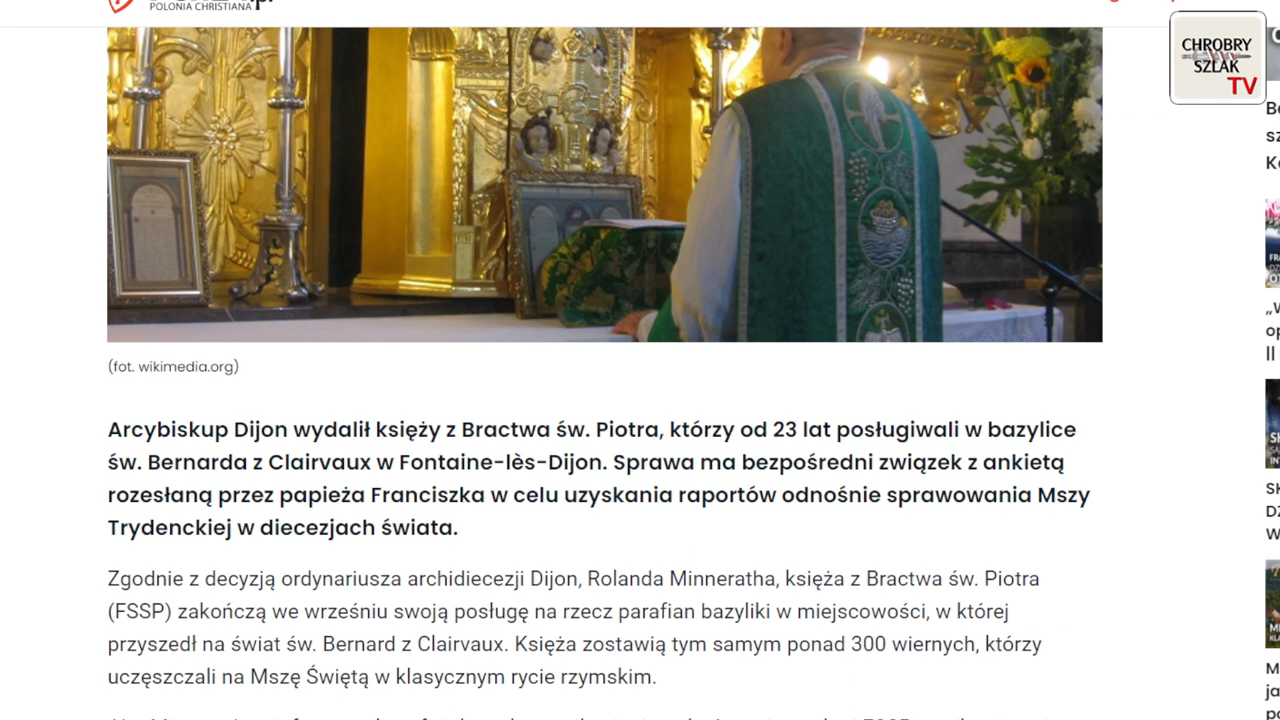 POLONIA CHRISTIANA
CHROBRY
SZLAK
TV
(fot. wikimedia.org)
Arcybiskup Dijon wydalił księży z Bractwa św. Piotra, którzy od 23 lat posługiwali w bazylice
św. Bernarda z Clairvaux w Fontaine-lès-Dijon. Sprawa ma bezpośredni związek z ankietą
rozesłaną przez papieża Franciszka w celu uzyskania raportów odnośnie sprawowania Mszy
Trydenckiej w diecezjach świata.
Zgodnie z decyzją ordynariusza archidiecezji Dijon, Rolanda Minneratha, księża z Bractwa św. Piotra
(FSSP) zakończą we wrześniu swoją posługę na rzecz parafian bazyliki w miejscowości, w której
przyszedł na świat św. Bernard z Clairvaux. Księża zostawią tym samym ponad 300 wiernych, którzy
uczęszczali na Mszę Świętą w klasycznym rycie rzymskim.